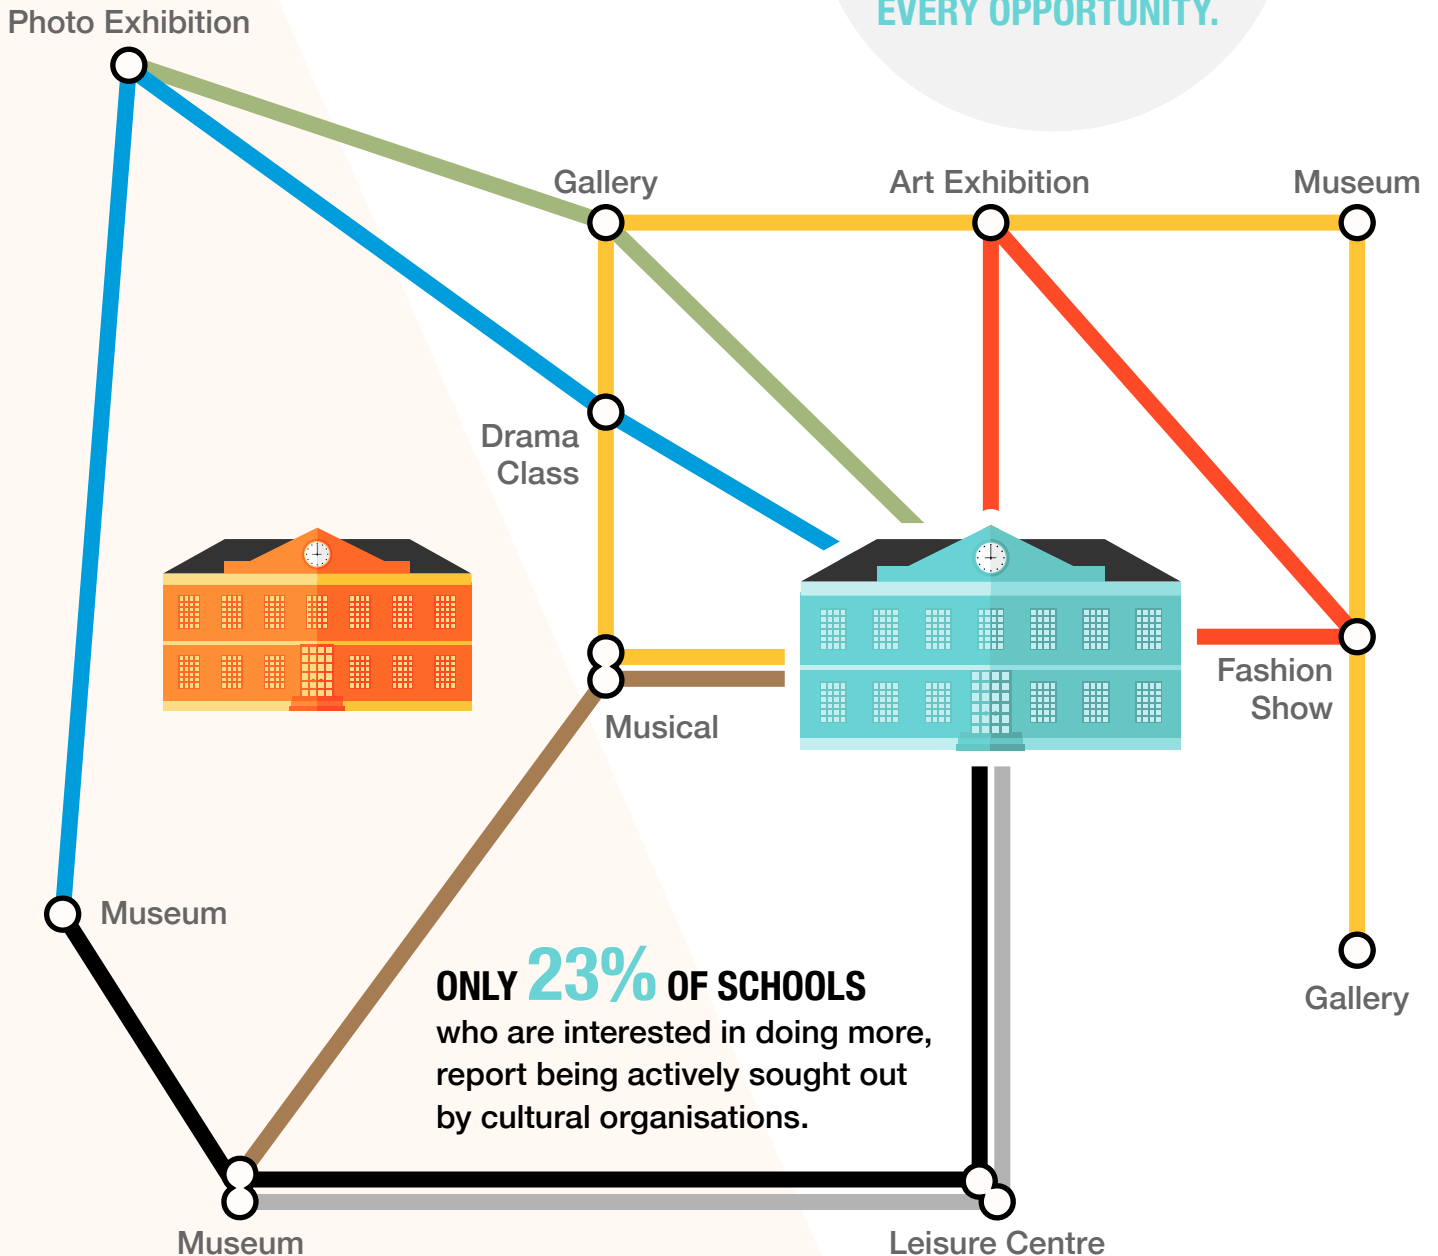 EVERY OPPORTUNITY.
Photo Exhibition
Gallery
Art Exhibition
Museum
Drama
Class
Musical
Fashion
Show
Museum
ONLY 23% OF SCHOOLS
who are interested in doing more,
report being actively sought out
by cultural organisations.
Gallery
Museum
Leisure Centre